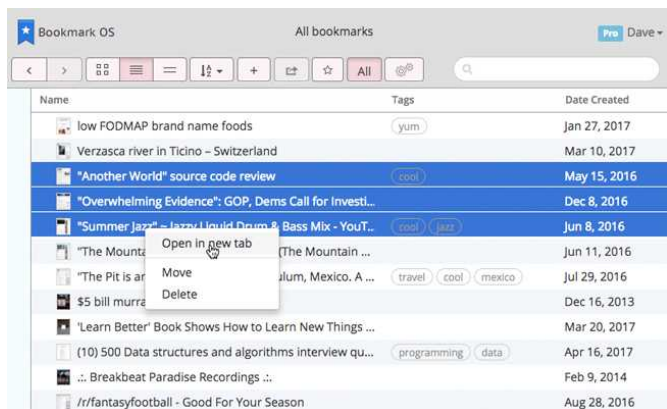 Bookmark OS All bookmarks Pro Dave
All
Name Tags Date Created
low FODMAP brand name foods yum Jan 27, 2017
Verzasca river in Ticino – Switzerland Mar 10, 2017
"Another World" source code review cool May 15, 2016
"Overwhelming Evidence": GOP, Dems Call for Investi... Dec 8, 2016
"Summer Jazz" ~ Jazzy Liquid Drum & Bass Mix - YouT.. cool jazz Jun 8, 2016
Open in new tab
"The Mounta (The Mountain ... Jun 11, 2016
Move
"The Pit is ar ulum, Mexico. A ... travel cool mexico Jul 29, 2016
Delete
$5 bill murra Dec 16, 2013
'Learn Better' Book Shows How to Learn New Things ... Mar 20, 2017
(10) 500 Data structures and algorithms interview qu... programming data Apr 16, 2017
.:. Breakbeat Paradise Recordings .:. Feb 9, 2014
/r/fantasyfootball - Good For Your Season Aug 28, 2016